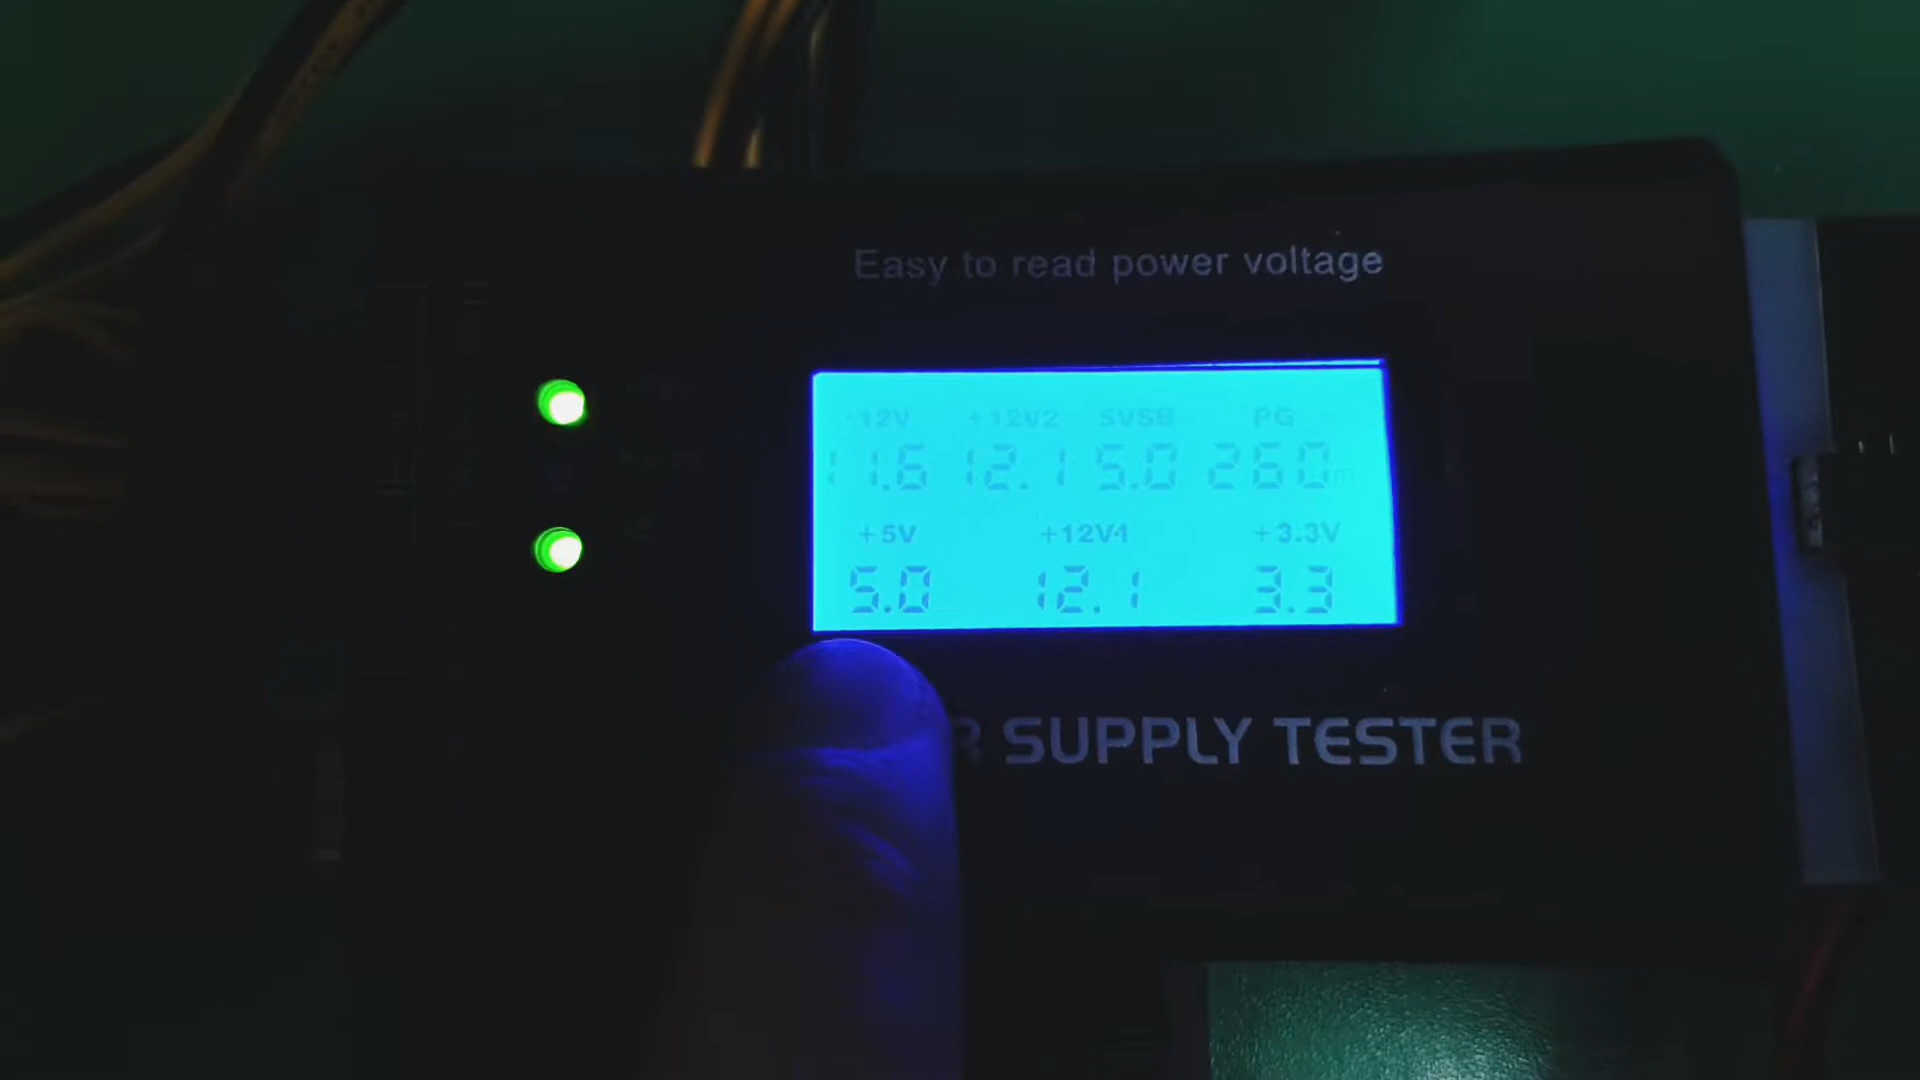 Easy to read power voltage
-12V +12V2 5VSB PG
11.6 12.1 5.0 260
+5V +12V1 +3.3V
5.0 12.1 3.3
SUPPLY TESTER